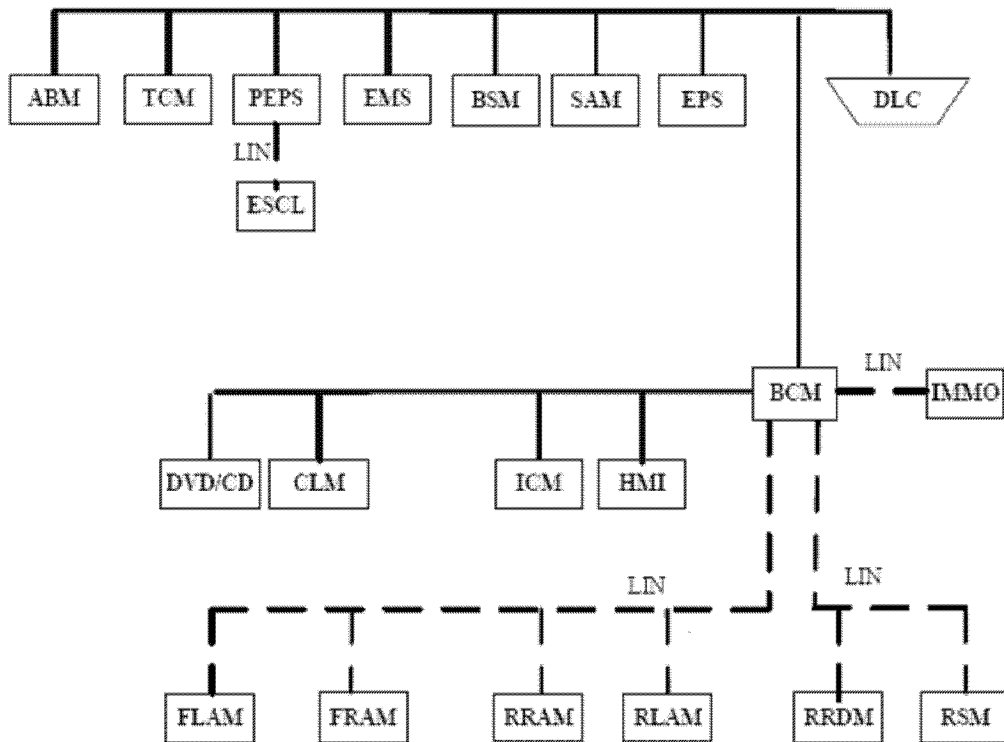 ABM TCM PEPS EMS BSM SAM EPS DLC
LIN
ESCL
LIN
BCM IMMO
DVD/CD CLM ICM HMI
LIN LIN
FLAM FRAM RRAM RLAM RRDM RSM